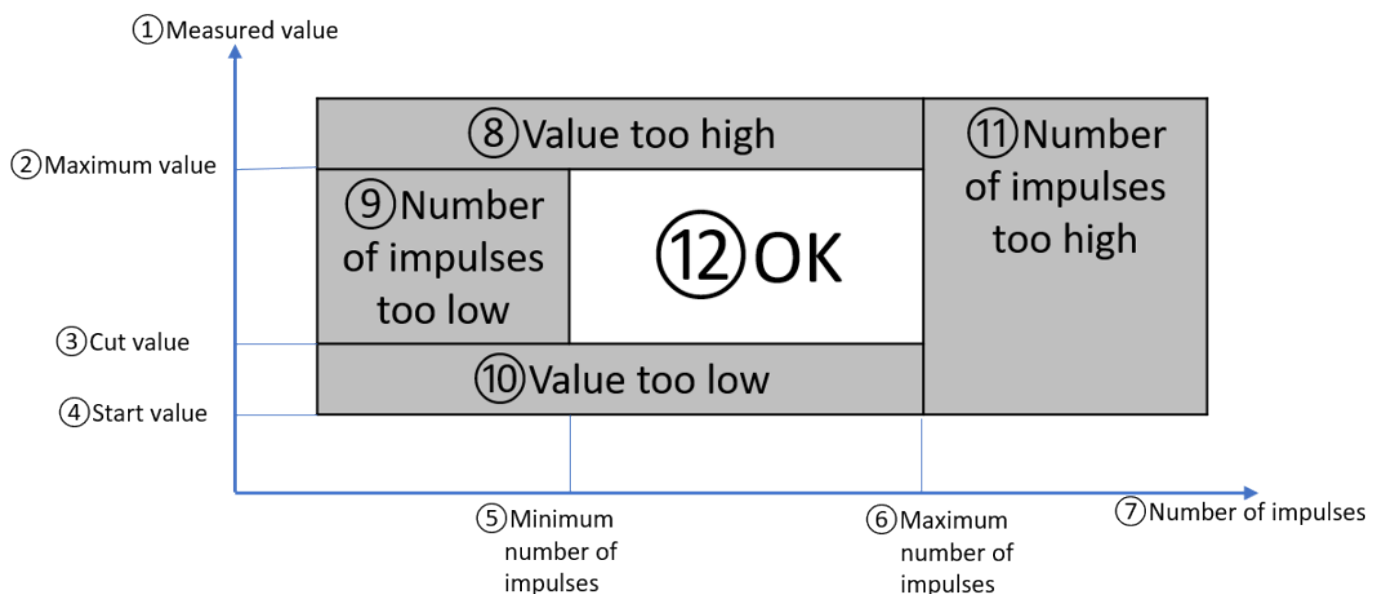 ①Measured value
⑧Value too high
⑪Number
of impulses
too high
②Maximum value
⑨Number
of impulses
too low
⑫OK
③Cut value
⑩Value too low
④Start value
⑤Minimum
number of
impulses
⑥Maximum
number of
impulses
⑦Number of impulses